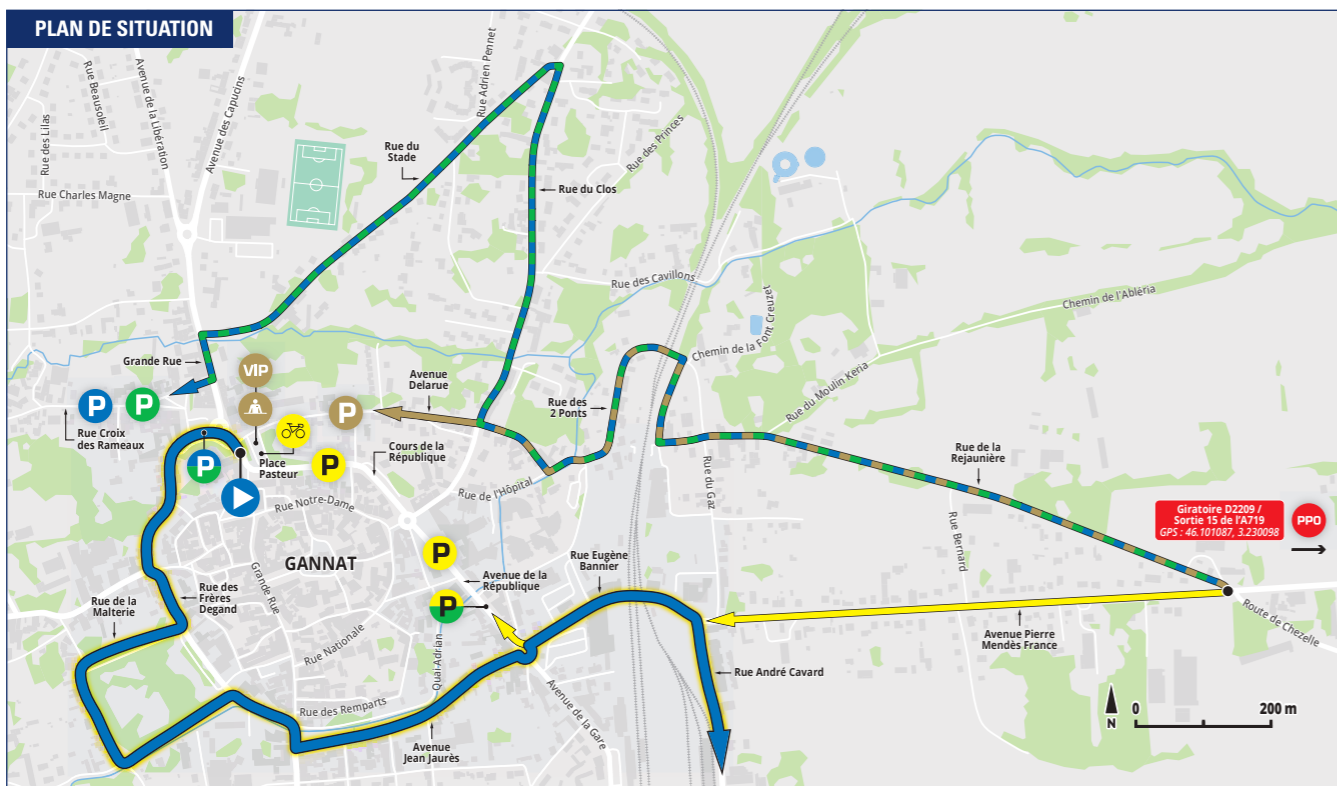 PLAN DE SITUATION
Rue des Lilas
Rue Beausoleil
Avenue de la Libération
Avenue des Capucins
Rue Adrien Pennet
Rue du
Stade
Rue des Princes
Rue du Clos
Rue Charles Magne
Rue des Cavillons
Chemin de l'Abléria
Chemin de la Font Creuzet
Rue du Moulin Keria
Grande Rue
VIP
Avenue
Delarue
Rue des
2 Ponts
P
P
P
Rue Croix
des Rameaux
P
Place
Pasteur
P
Cours de la
République
Rue de l'Hôpital
Rue du Gaz
Rue de la
Rejaunière
Rue Bernard
Giratoire D2209 /
Sortie 15 de l'A719
GPS : 46.101087, 3.230098
PPO
Rue Notre-Dame
GANNAT
P
Rue Eugène
Bannier
Avenue de la
République
P
Rue de la
Malterie
Rue des
Frères
Degand
Grande Rue
Rue Nationale
Quai Adrian
Route de Chezelle
Avenue Pierre
Mendès France
Rue André Cavard
Rue des Remparts
Avenue de la Gare
Avenue
Jean Jaurès
N
0
200 m